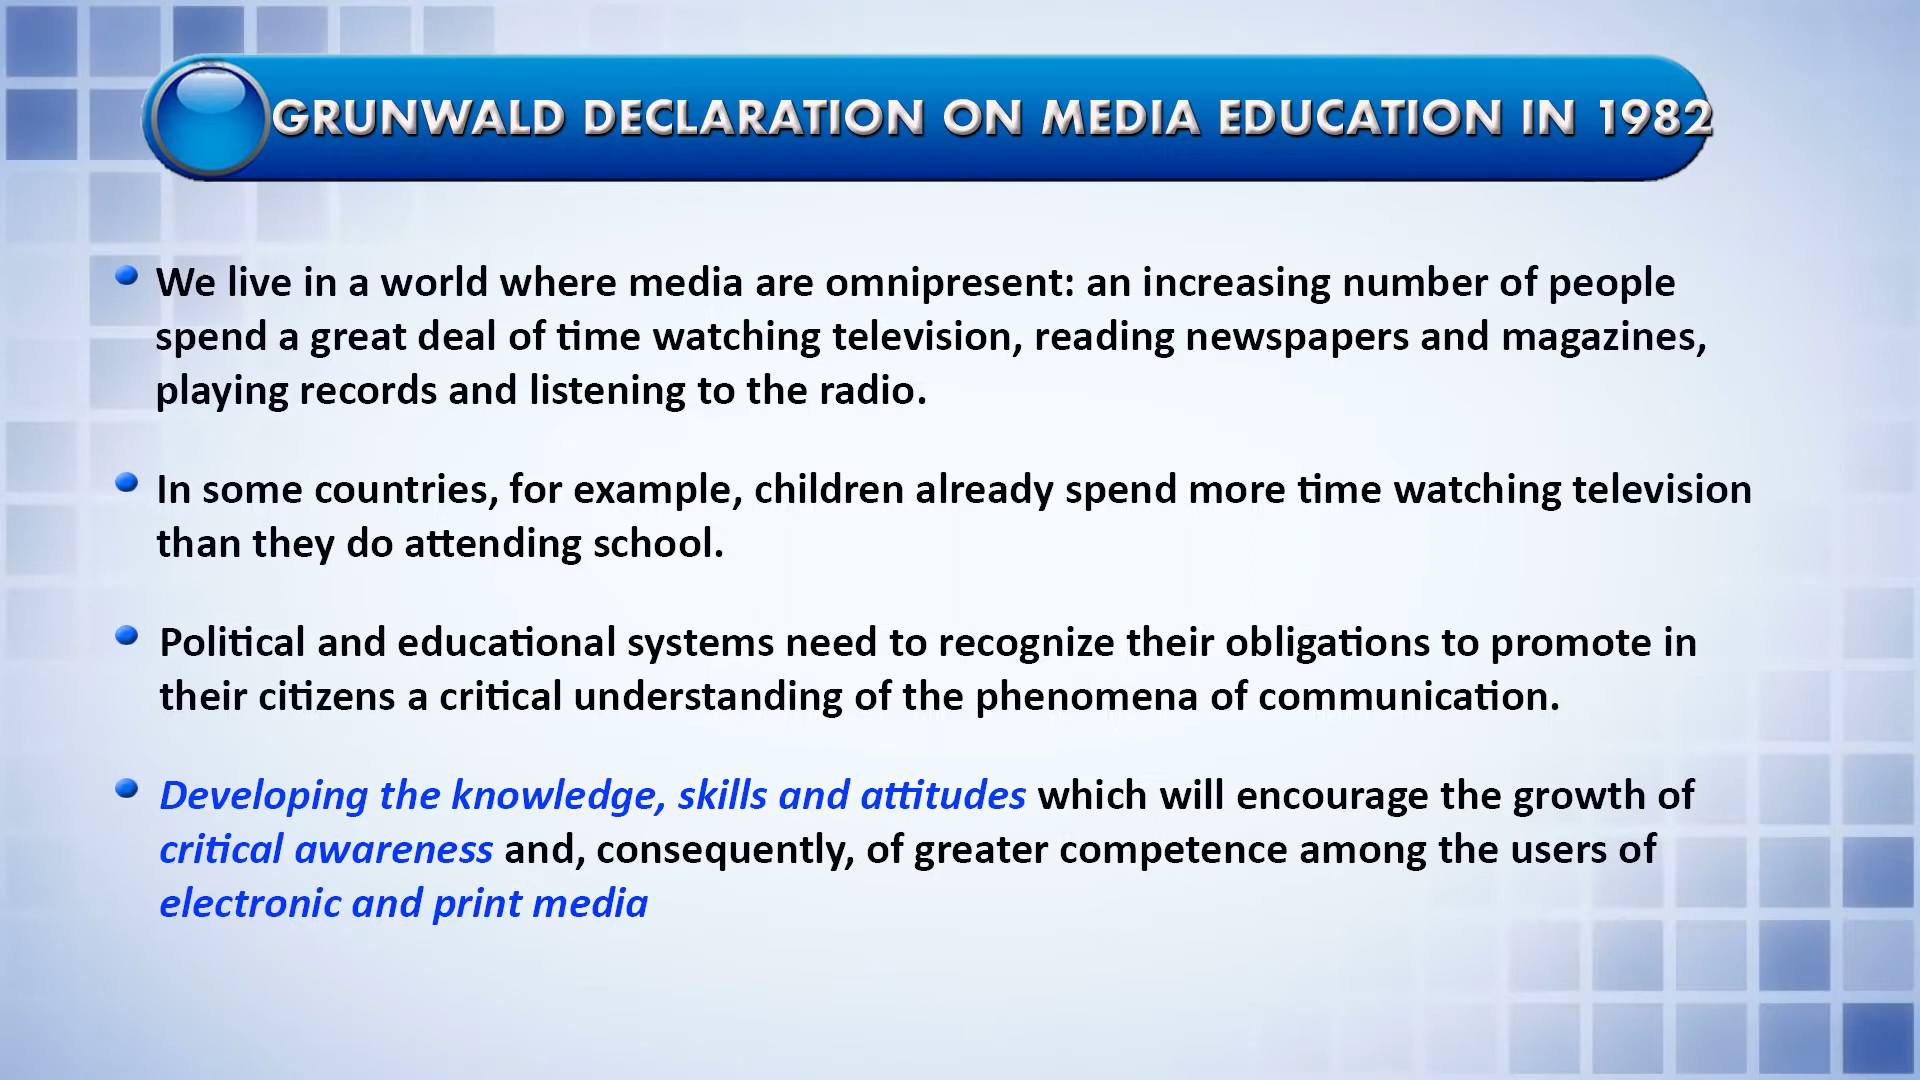 GRUNWALD DECLARATION ON MEDIA EDUCATION IN 1982
We live in a world where media are omnipresent: an increasing number of people
spend a great deal of time watching television, reading newspapers and magazines,
playing records and listening to the radio.
In some countries, for example, children already spend more time watching television
than they do attending school.
Political and educational systems need to recognize their obligations to promote in
their citizens a critical understanding of the phenomena of communication.
Developing the knowledge, skills and attitudes which will encourage the growth of
critical awareness and, consequently, of greater competence among the users of
electronic and print media